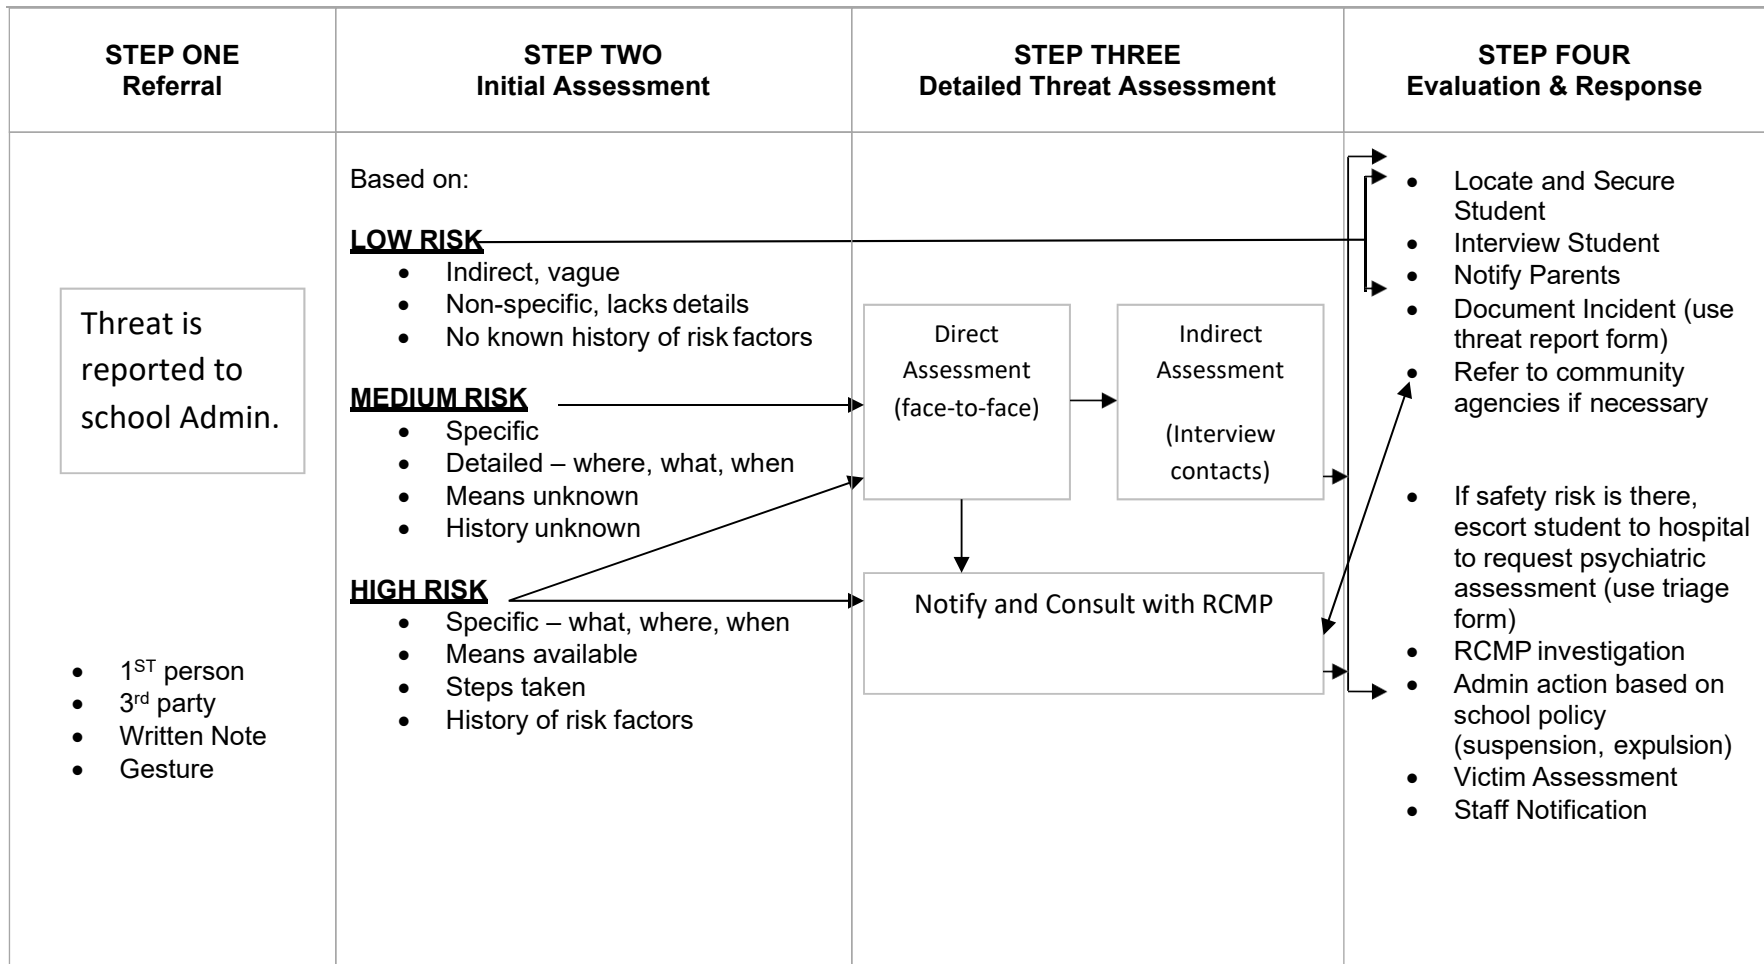 STEP ONE
Referral
STEP TWO
Initial Assessment
STEP THREE
Detailed Threat Assessment
STEP FOUR
Evaluation & Response
Threat is
reported to
school Admin.
• 1ST person
• 3rd party
• Written Note
• Gesture
Based on:
LOW RISK
• Indirect, vague
• Non-specific, lacks details
• No known history of risk factors
MEDIUM RISK
• Specific
• Detailed – where, what, when
• Means unknown
• History unknown
HIGH RISK
• Specific – what, where, when
• Means available
• Steps taken
• History of risk factors
Direct
Assessment
(face-to-face)
Indirect
Assessment
(Interview
contacts)
Notify and Consult with RCMP
• Locate and Secure
Student
• Interview Student
• Notify Parents
• Document Incident (use
threat report form)
• Refer to community
agencies if necessary
• If safety risk is there,
escort student to hospital
to request psychiatric
assessment (use triage
form)
• RCMP investigation
• Admin action based on
school policy
(suspension, expulsion)
• Victim Assessment
• Staff Notification